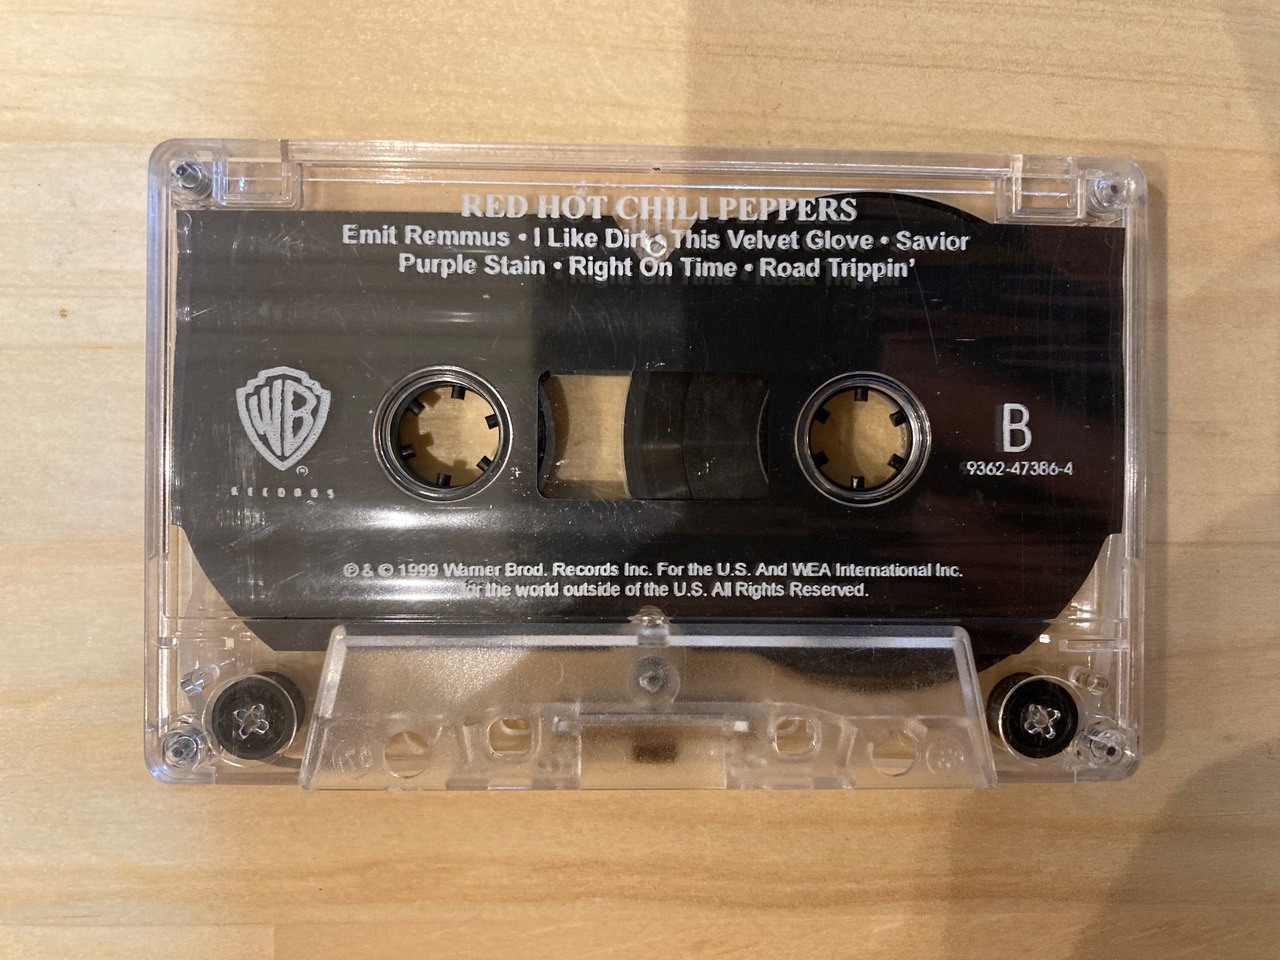 RED HOT CHILI PEPPERS
Emit Remmus • I Like Dirt • This Velvet Glove • Savior
Purple Stain • Right On Time • Road Trippin'
WB
®
RECORDS
B
9362-47386-4
℗ & © 1999 Warner Brod. Records Inc. For the U.S. And WEA International Inc.
for the world outside of the U.S. All Rights Reserved.